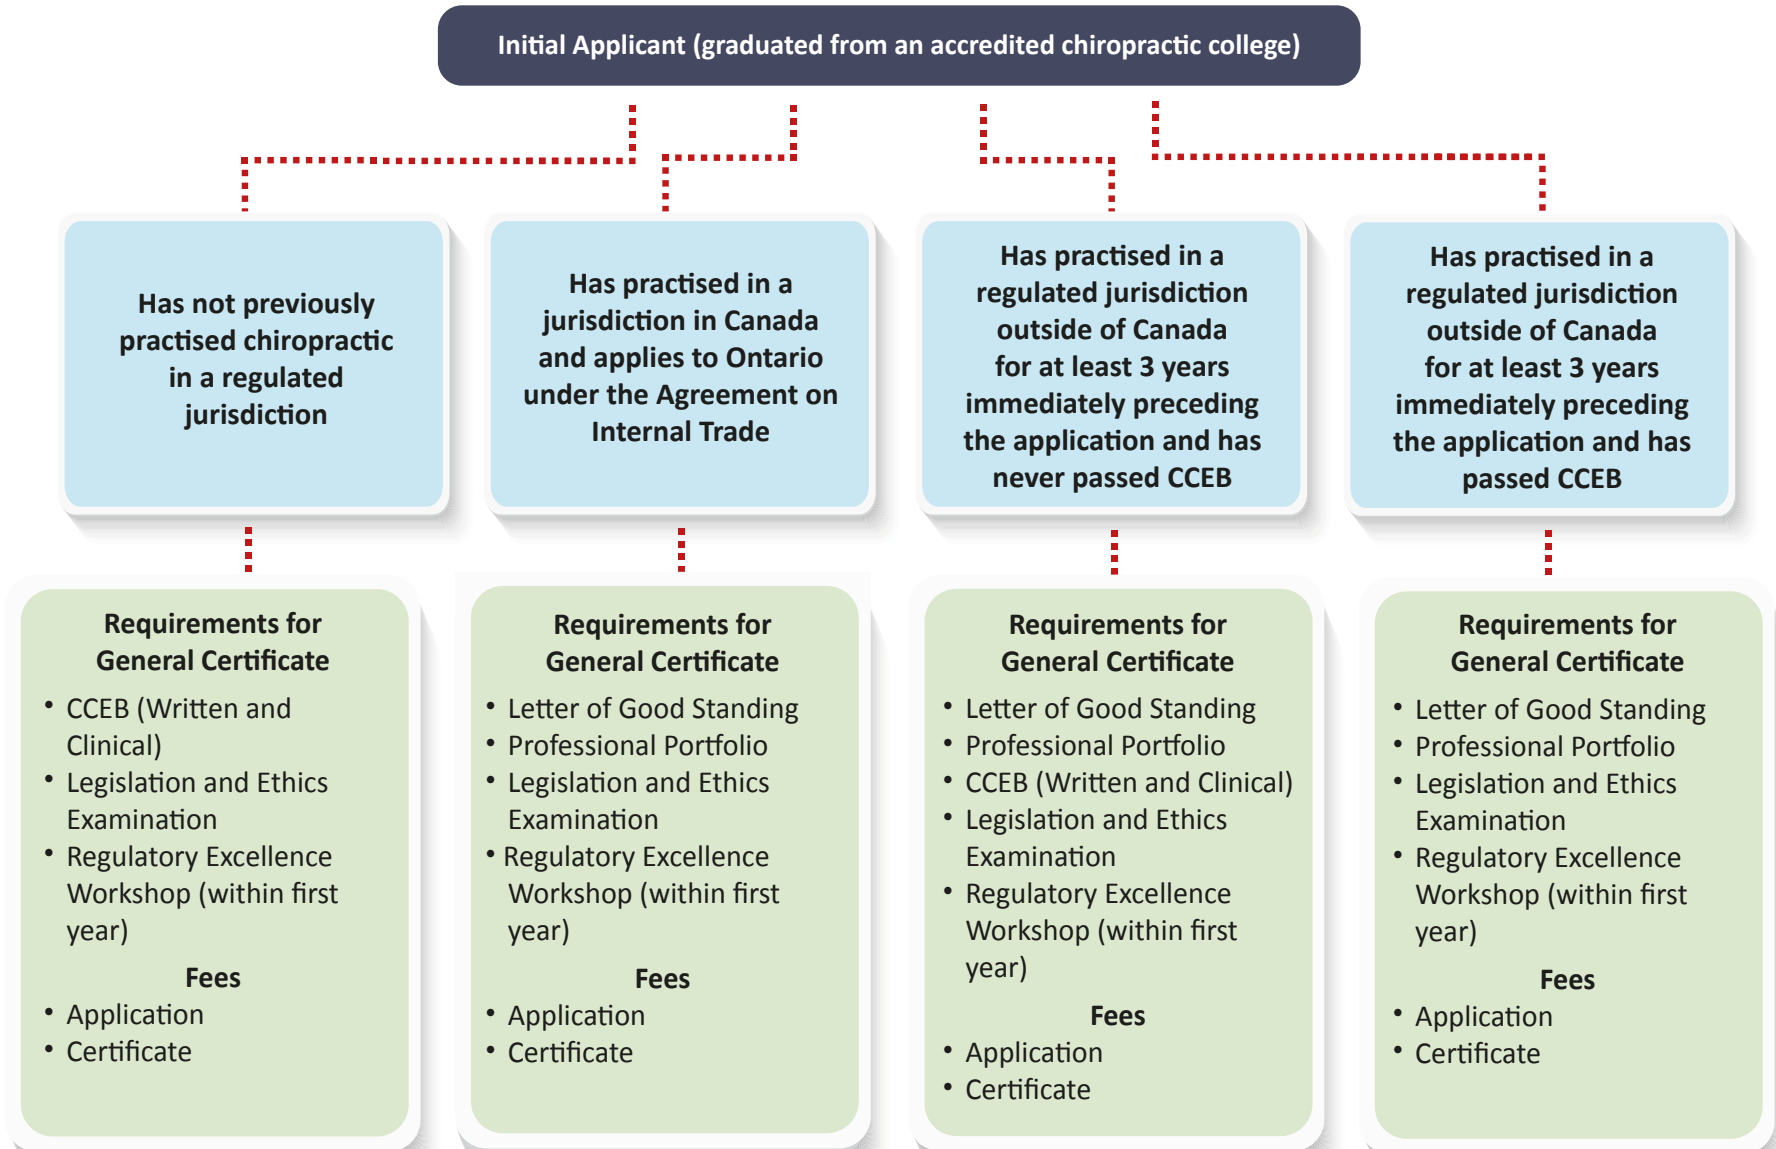 Initial Applicant (graduated from an accredited chiropractic college)
Has not previously
practised chiropractic
in a regulated
jurisdiction
Has practised in a
jurisdiction in Canada
and applies to Ontario
under the Agreement on
Internal Trade
Has practised in a
regulated jurisdiction
outside of Canada
for at least 3 years
immediately preceding
the application and has
never passed CCEB
Has practised in a
regulated jurisdiction
outside of Canada
for at least 3 years
immediately preceding
the application and has
passed CCEB
Requirements for
General Certificate
• CCEB (Written and
Clinical)
• Legislation and Ethics
Examination
• Regulatory Excellence
Workshop (within first
year)
Fees
• Application
• Certificate
Requirements for
General Certificate
• Letter of Good Standing
• Professional Portfolio
• Legislation and Ethics
Examination
• Regulatory Excellence
Workshop (within first
year)
Fees
• Application
• Certificate
Requirements for
General Certificate
• Letter of Good Standing
• Professional Portfolio
• CCEB (Written and Clinical)
• Legislation and Ethics
Examination
• Regulatory Excellence
Workshop (within first
year)
Fees
• Application
• Certificate
Requirements for
General Certificate
• Letter of Good Standing
• Professional Portfolio
• Legislation and Ethics
Examination
• Regulatory Excellence
Workshop (within first
year)
Fees
• Application
• Certificate